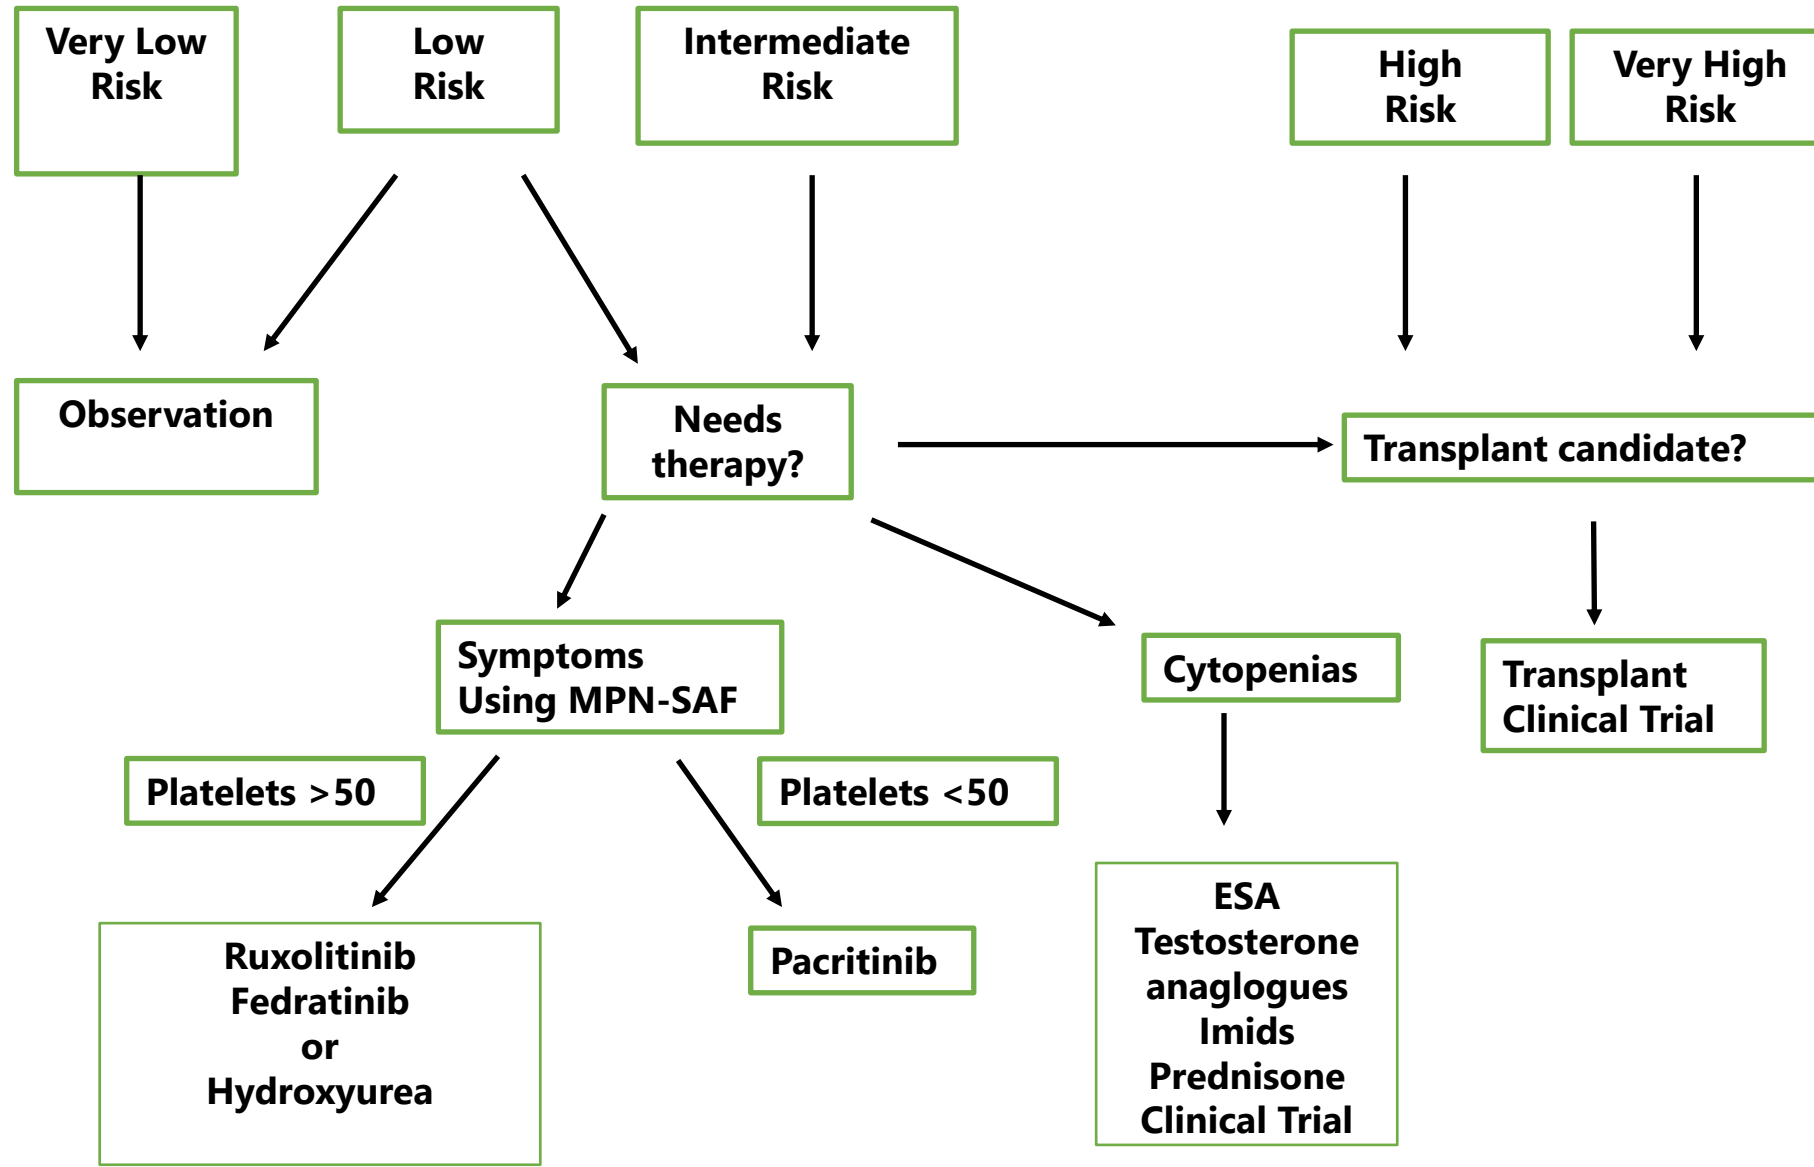 Very Low
Risk
Low
Risk
Intermediate
Risk
High
Risk
Very High
Risk
Observation
Needs
therapy?
Transplant candidate?
Symptoms
Using MPN-SAF
Cytopenias
Transplant
Clinical Trial
Platelets >50
Platelets <50
Ruxolitinib
Fedratinib
or
Hydroxyurea
Pacritinib
ESA
Testosterone
anaglogues
Imids
Prednisone
Clinical Trial